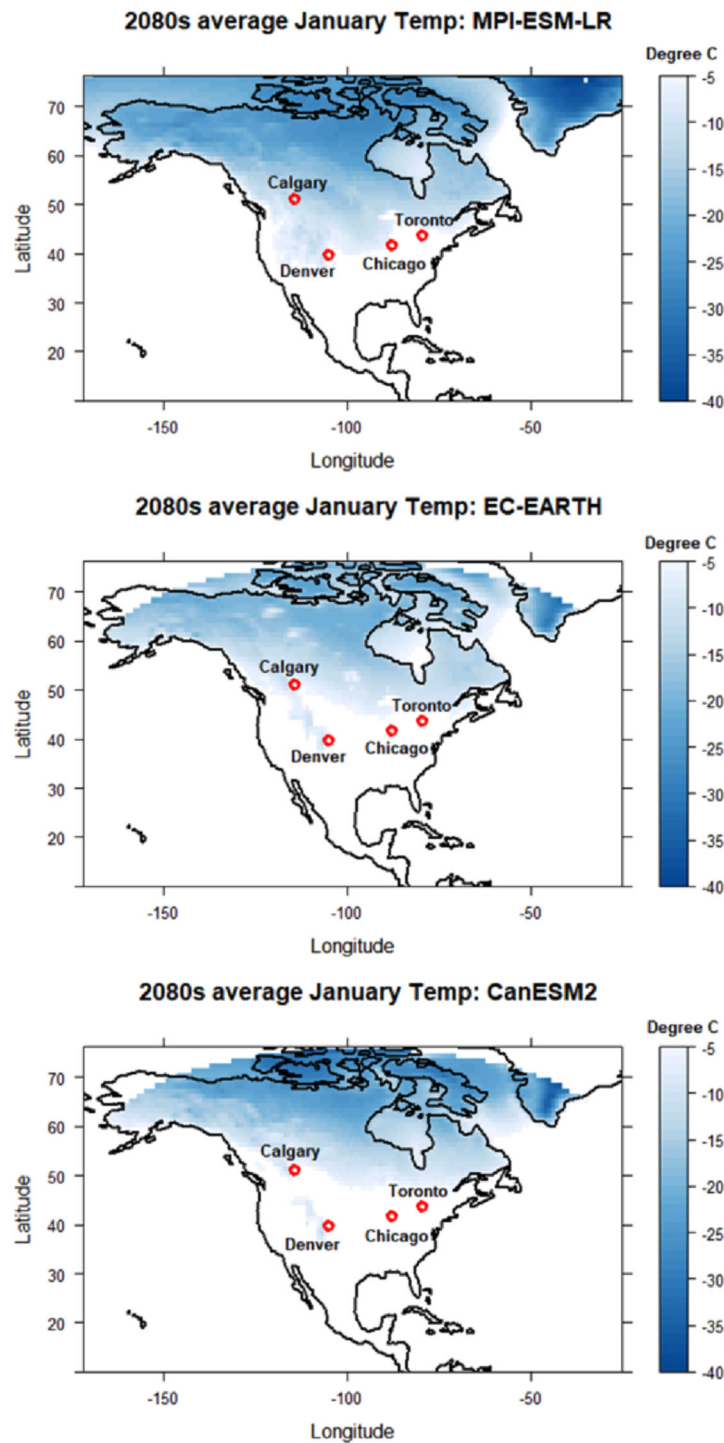 2080s average January Temp: MPI-ESM-LR
Degree C
-5
-10
-15
-20
-25
-30
-35
-40
70
60
50
40
30
20
Latitude
Calgary
Toronto
Denver
Chicago
-150
-100
-50
Longitude
2080s average January Temp: EC-EARTH
Degree C
-5
-10
-15
-20
-25
-30
-35
-40
70
60
50
40
30
20
Latitude
Calgary
Toronto
Denver
Chicago
-150
-100
-50
Longitude
2080s average January Temp: CanESM2
Degree C
-5
-10
-15
-20
-25
-30
-35
-40
70
60
50
40
30
20
Latitude
Calgary
Toronto
Denver
Chicago
-150
-100
-50
Longitude